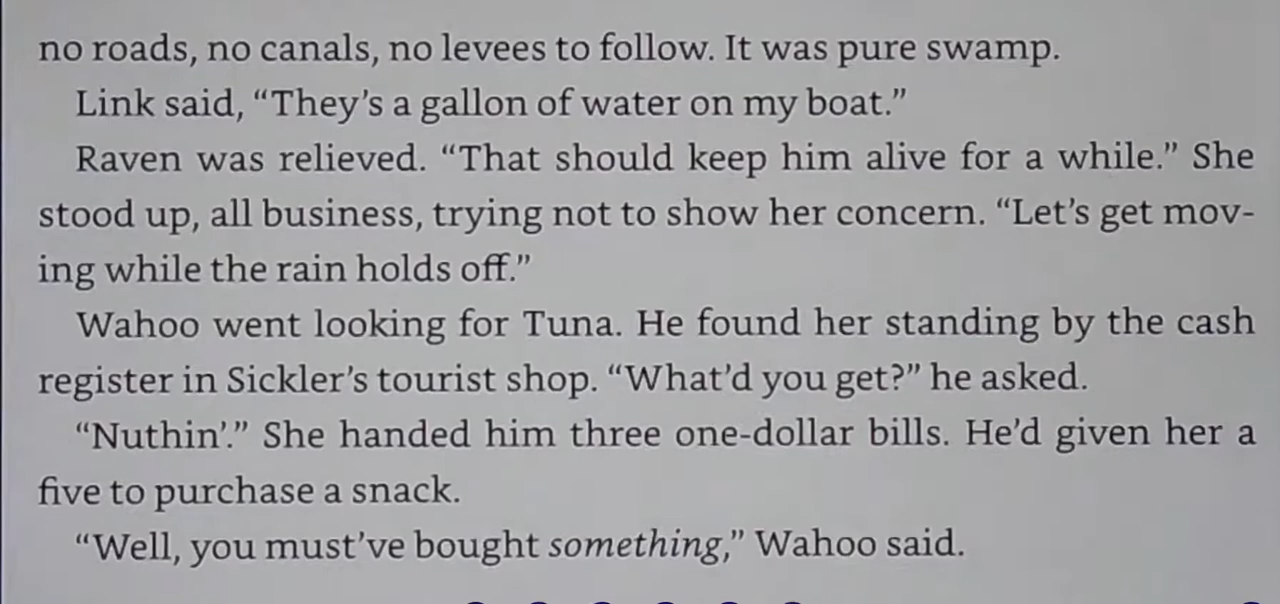 no roads, no canals, no levees to follow. It was pure swamp.
Link said, “They’s a gallon of water on my boat.”
Raven was relieved. “That should keep him alive for a while.” She
stood up, all business, trying not to show her concern. “Let’s get mov-
ing while the rain holds off.”
Wahoo went looking for Tuna. He found her standing by the cash
register in Sickler’s tourist shop. “What’d you get?” he asked.
“Nuthin’.” She handed him three one-dollar bills. He’d given her a
five to purchase a snack.
“Well, you must’ve bought something,” Wahoo said.